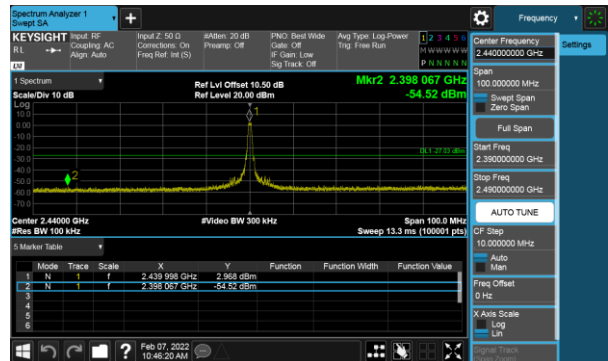 Spectrum Analyzer 1
Swept SA
+
Frequency
KEYSIGHT Input: RF Input Z: 50 Ω #Atten: 20 dB PNO: Best Wide Avg Type: Log-Power 1 2 3 4 5 6
RL Coupling: AC Corrections: On Preamp: Off Gate: Off Trig: Free Run M W W W W W
Align: Auto Freq Ref: Int (S) IF Gain: Low P N N N N N
Sig Track: Off
LXI
1 Spectrum
Scale/Div 10 dB
Ref Lvl Offset 10.50 dB
Ref Level 20.00 dBm
Mkr2 2.398 067 GHz
-54.52 dBm
Log
10.0
0.00
-10.0
-20.0
-30.0
-40.0
-50.0
-60.0
-70.0
1
2
DL1 -27.03 dBm
Center 2.44000 GHz #Video BW 300 kHz Span 100.0 MHz
#Res BW 100 kHz Sweep 13.3 ms (100001 pts)
5 Marker Table
Mode Trace Scale X Y Function Function Width Function Value
1 N 1 f 2.439 998 GHz 2.968 dBm
2 N 1 f 2.398 067 GHz -54.52 dBm
3
4
5
6
Feb 07, 2022
10:46:20 AM
?
Center Frequency
2.440000000 GHz
Settings
Span
100.000000 MHz
Swept Span
Zero Span
Full Span
Start Freq
2.390000000 GHz
Stop Freq
2.490000000 GHz
AUTO TUNE
CF Step
10.000000 MHz
Auto
Man
Freq Offset
0 Hz
X Axis Scale
Log
Lin
Signal Track